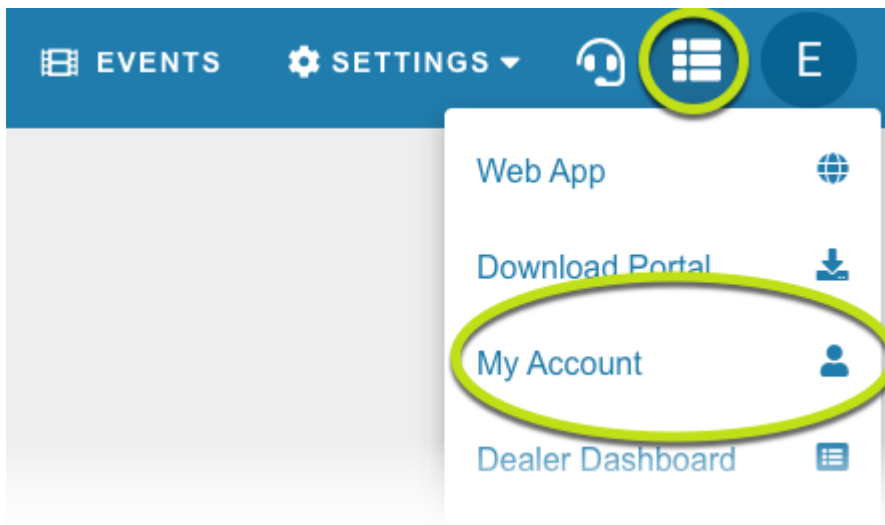 EVENTS SETTINGS E
Web App
Download Portal
My Account
Dealer Dashboard